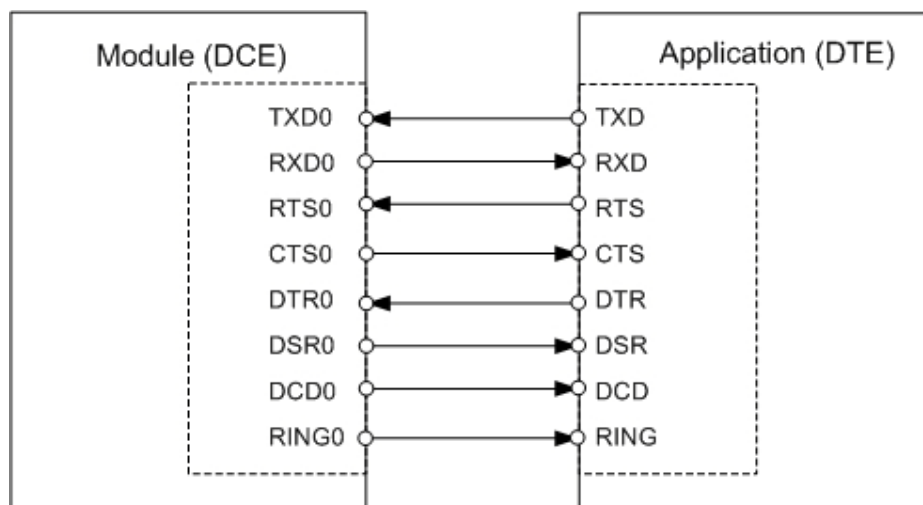 Module (DCE)
Application (DTE)
TXD0
TXD
RXD0
RXD
RTS0
RTS
CTS0
CTS
DTR0
DTR
DSR0
DSR
DCD0
DCD
RING0
RING